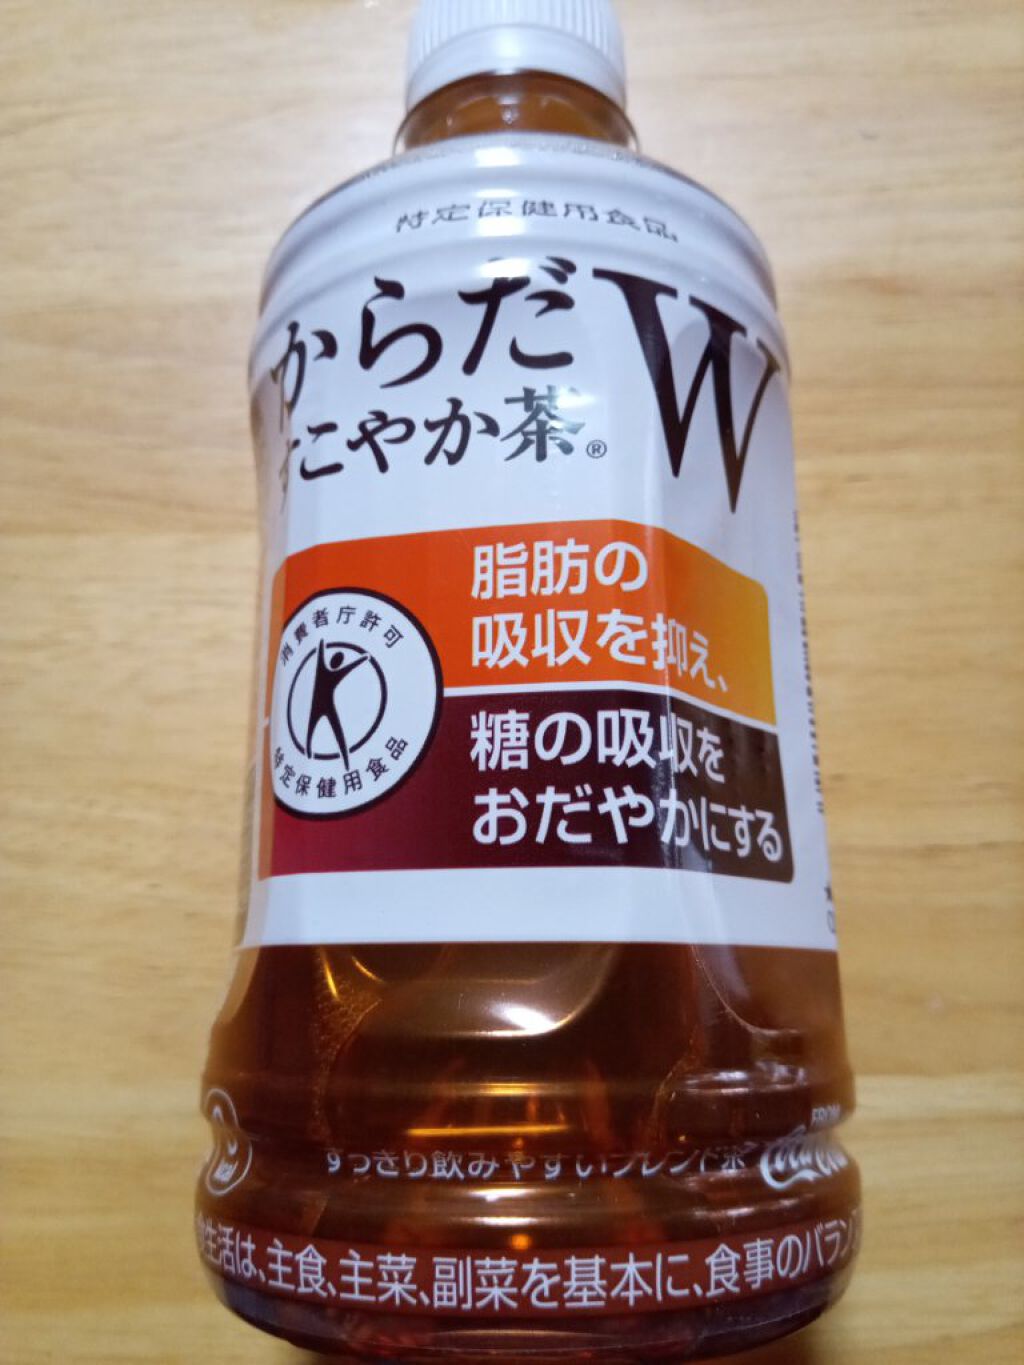 特定保健用食品
からだ
すこやか茶®
W
脂肪の
吸収を抑え、
糖の吸収を
おだやかにする
消費者庁許可
特定保健用食品
すっきり飲みやすいブレンド茶
FROM
Coca-Cola
生活は、主食、主菜、副菜を基本に、食事のバラン